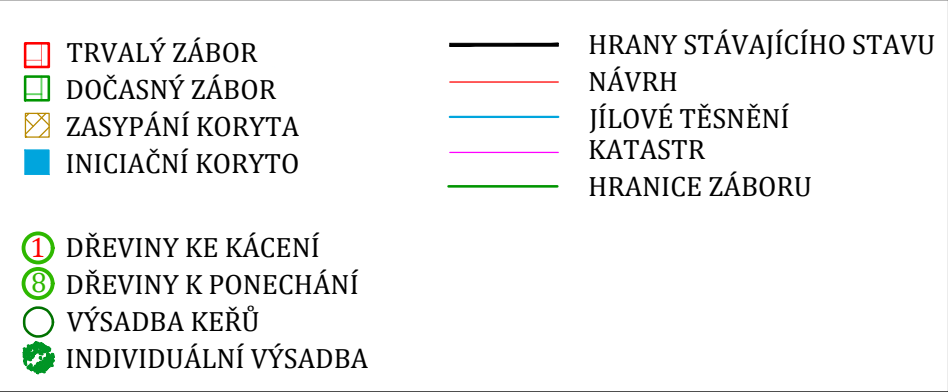 TRVALÝ ZÁBOR
DOČASNÝ ZÁBOR
ZASYPÁNÍ KORYTA
INICIAČNÍ KORYTO
1 DŘEVINY KE KÁCENÍ
8 DŘEVINY K PONECHÁNÍ
VÝSADBA KEŘŮ
INDIVIDUÁLNÍ VÝSADBA
HRANY STÁVAJÍCÍHO STAVU
NÁVRH
JÍLOVÉ TĚSNĚNÍ
KATASTR
HRANICE ZÁBORU